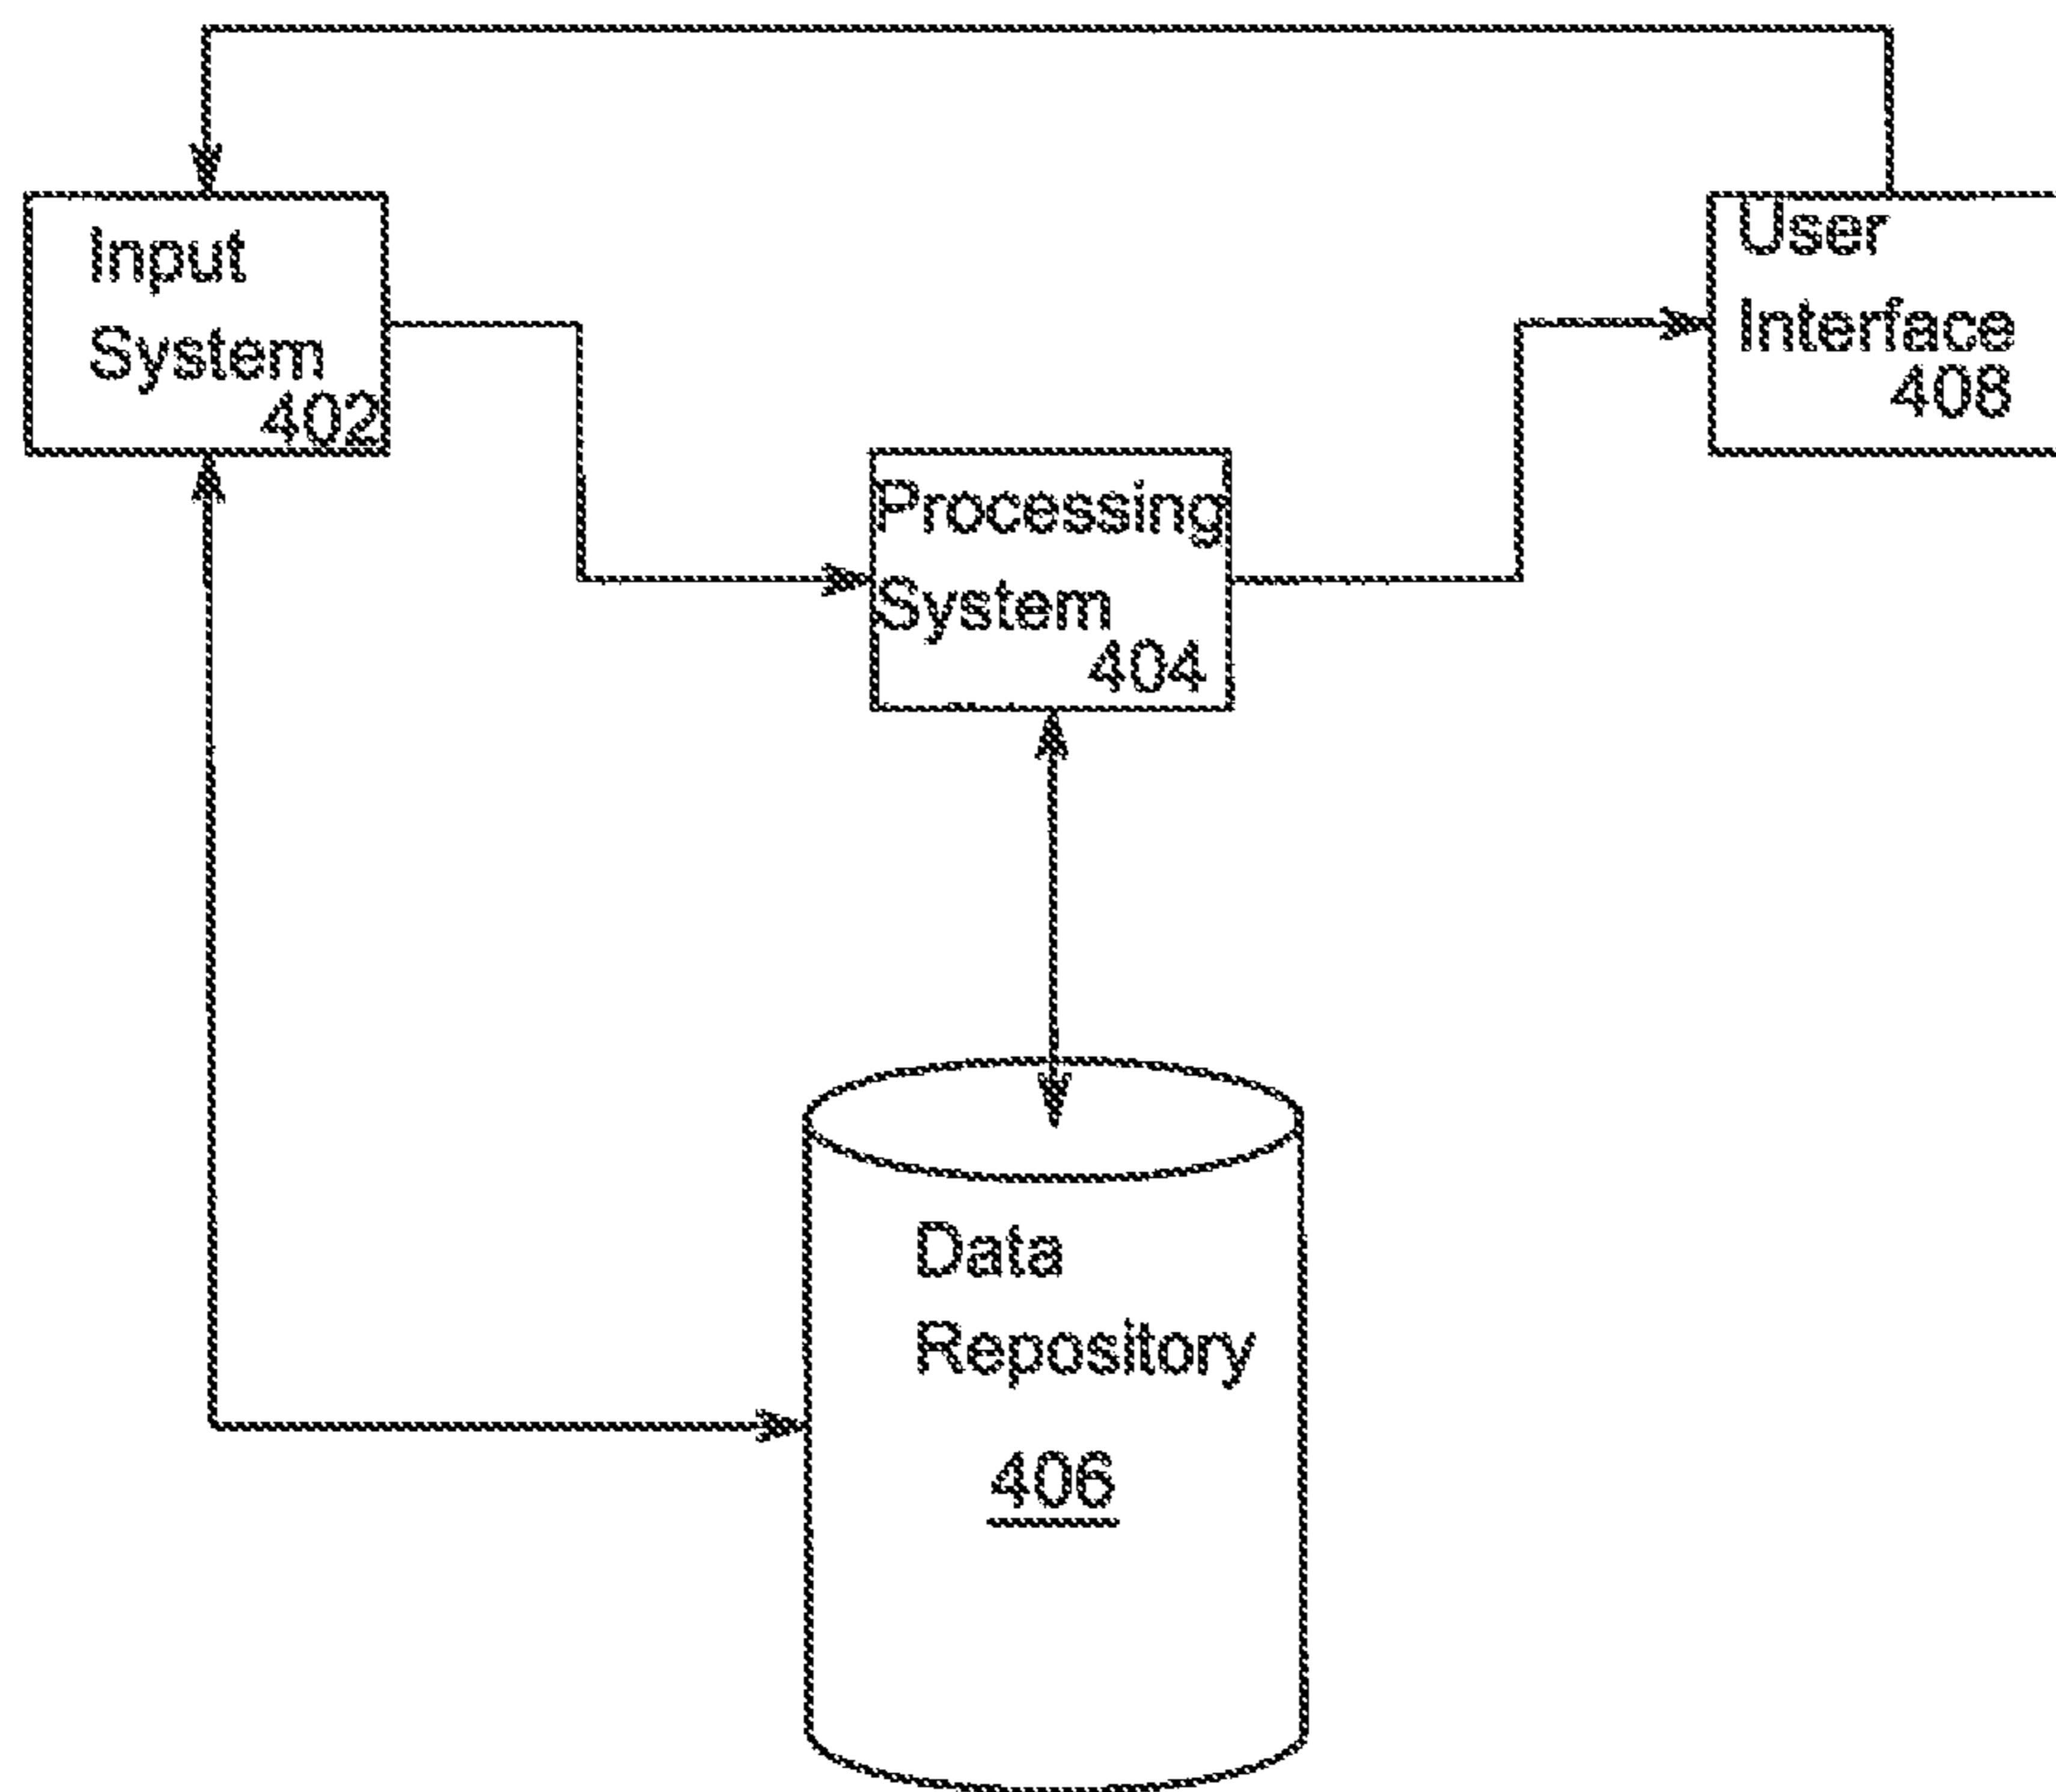 Input
System
402
User
Interface
408
Processing
System
404
Data
Repository
406